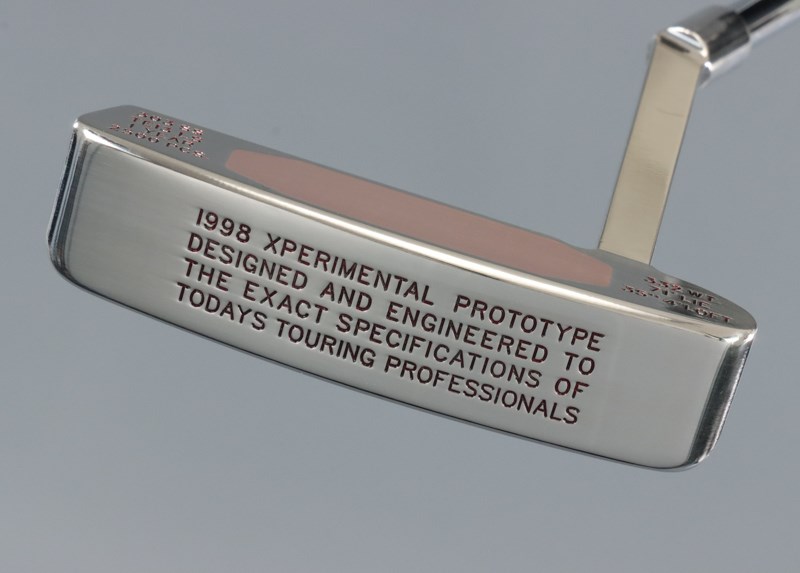 1998 XPERIMENTAL PROTOTYPE
DESIGNED AND ENGINEERED TO
THE EXACT SPECIFICATIONS OF
TODAYS TOURING PROFESSIONALS